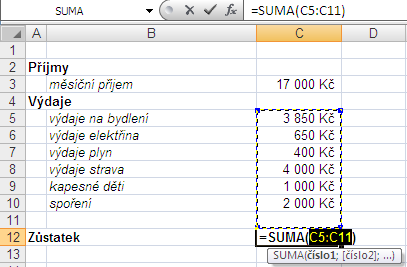 SUMA fx =SUMA(C5:C11)
A B C D
1
2 Příjmy
3 měsíční příjem 17 000 Kč
4 Výdaje
5 výdaje na bydlení 3 850 Kč
6 výdaje elektřina 650 Kč
7 výdaje plyn 400 Kč
8 výdaje strava 4 000 Kč
9 kapesné děti 1 000 Kč
10 spoření 2 000 Kč
11
12 Zůstatek =SUMA(C5:C11)
13 SUMA(číslo1; [číslo2]; ...)